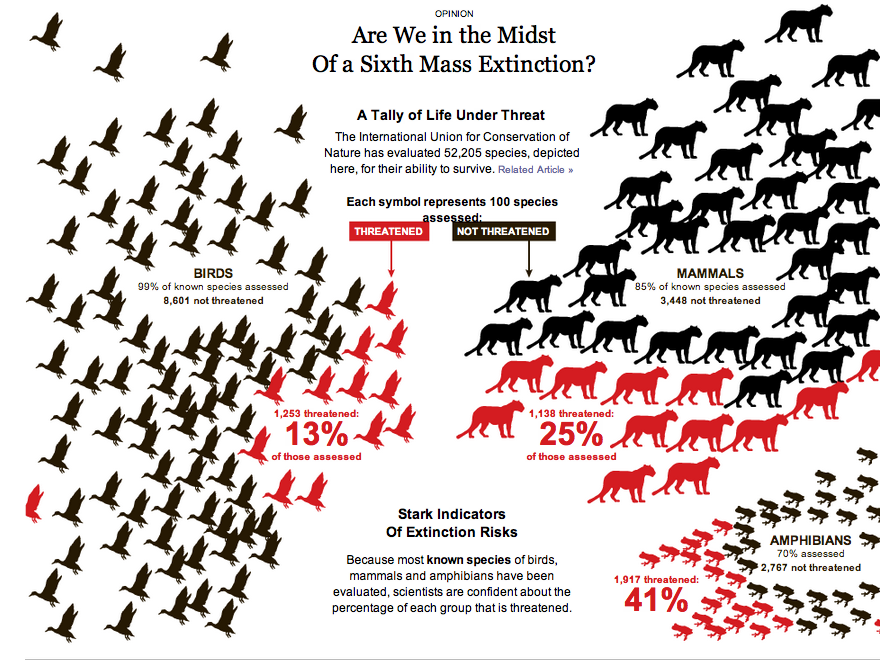 OPINION
Are We in the Midst
Of a Sixth Mass Extinction?
A Tally of Life Under Threat
The International Union for Conservation of
Nature has evaluated 52,205 species, depicted
here, for their ability to survive. Related Article »
Each symbol represents 100 species
assessed:
THREATENED
NOT THREATENED
BIRDS
99% of known species assessed
8,601 not threatened
MAMMALS
85% of known species assessed
3,448 not threatened
1,253 threatened:
13%
of those assessed
1,138 threatened:
25%
of those assessed
Stark Indicators
Of Extinction Risks
Because most known species of birds,
mammals and amphibians have been
evaluated, scientists are confident about the
percentage of each group that is threatened.
AMPHIBIANS
70% assessed
2,767 not threatened
1,917 threatened:
41%